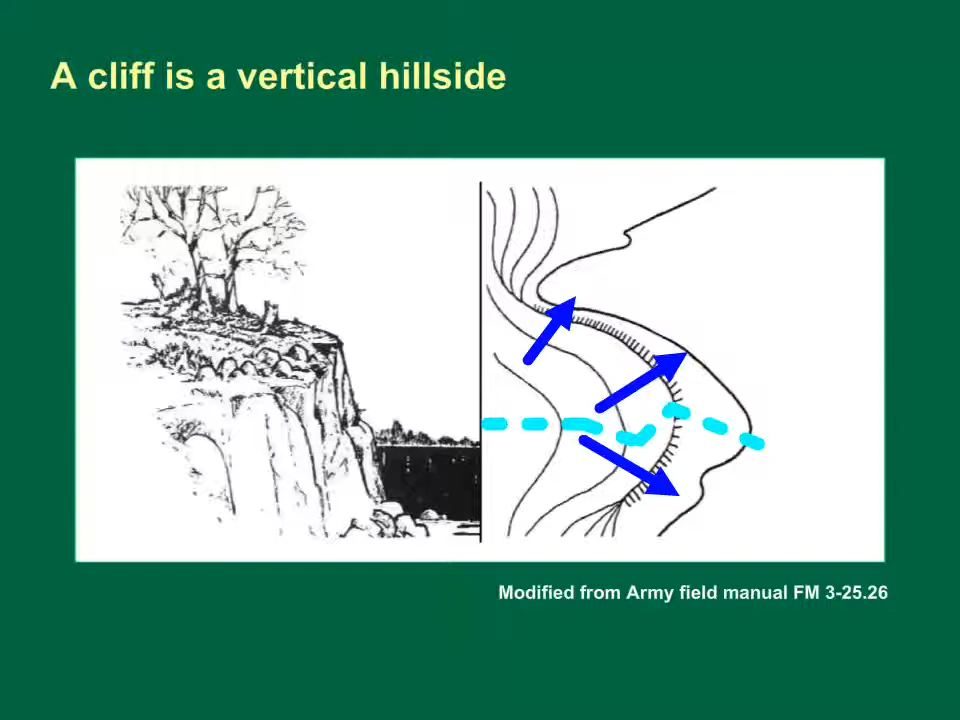 A cliff is a vertical hillside
Modified from Army field manual FM 3-25.26